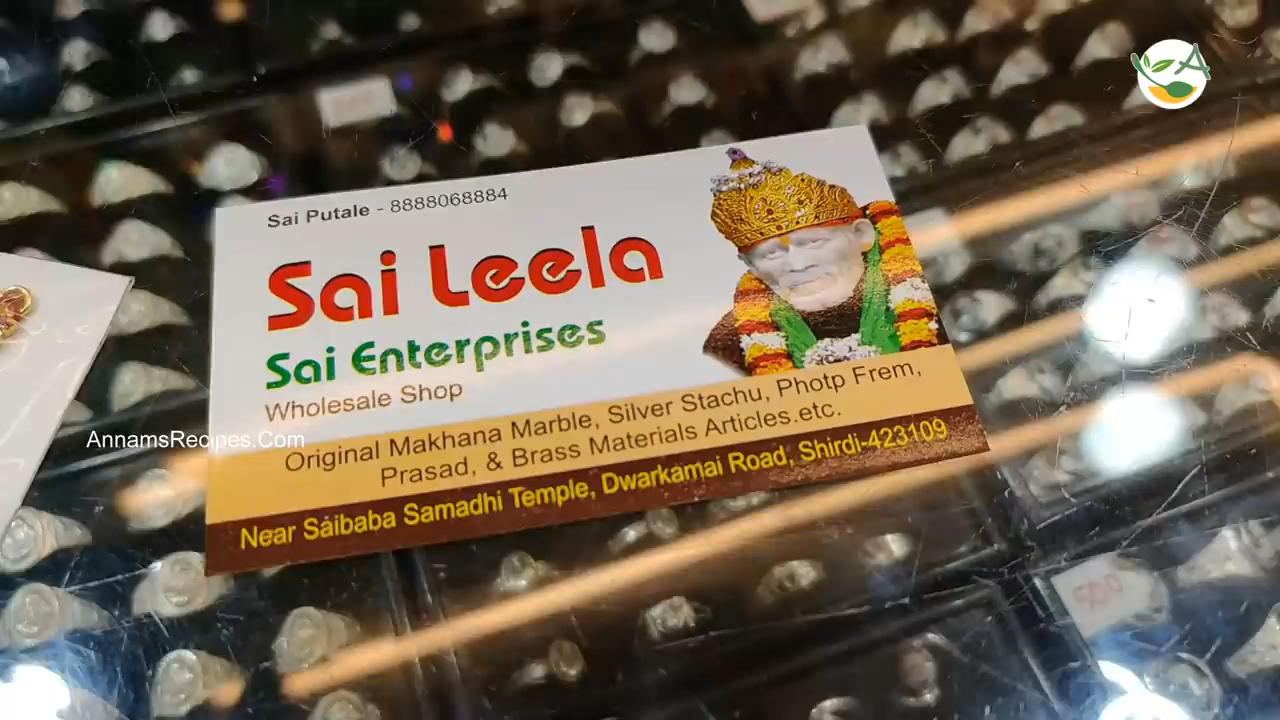 Sai Putale - 8888068884
Sai Leela
Sai Enterprises
Wholesale Shop
Original Makhana Marble, Silver Stachu, Photp Frem,
Prasad, & Brass Materials Articles.etc.
Near Saibaba Samadhi Temple, Dwarkamai Road, Shirdi-423109
AnnamsRecipes.Com